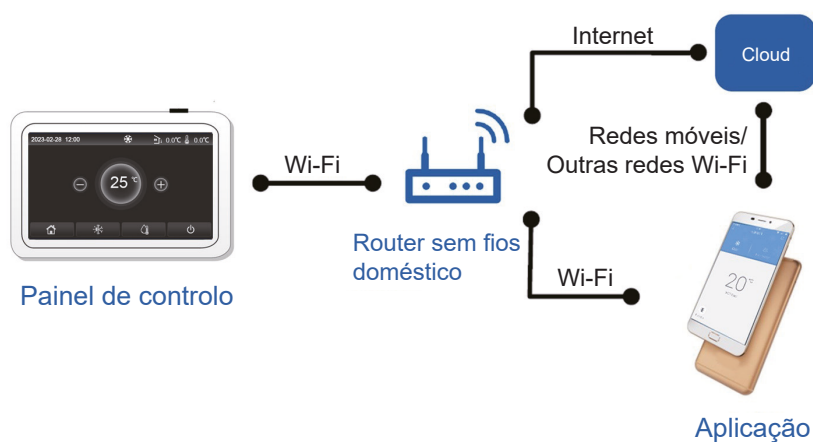 Internet
Cloud
2023-02-28 12:00
0.0℃
0.0℃
Wi-Fi
Redes móveis/
Outras redes Wi-Fi
25 ℃
Router sem fios
doméstico
Wi-Fi
20 ℃
Painel de controlo
Aplicação